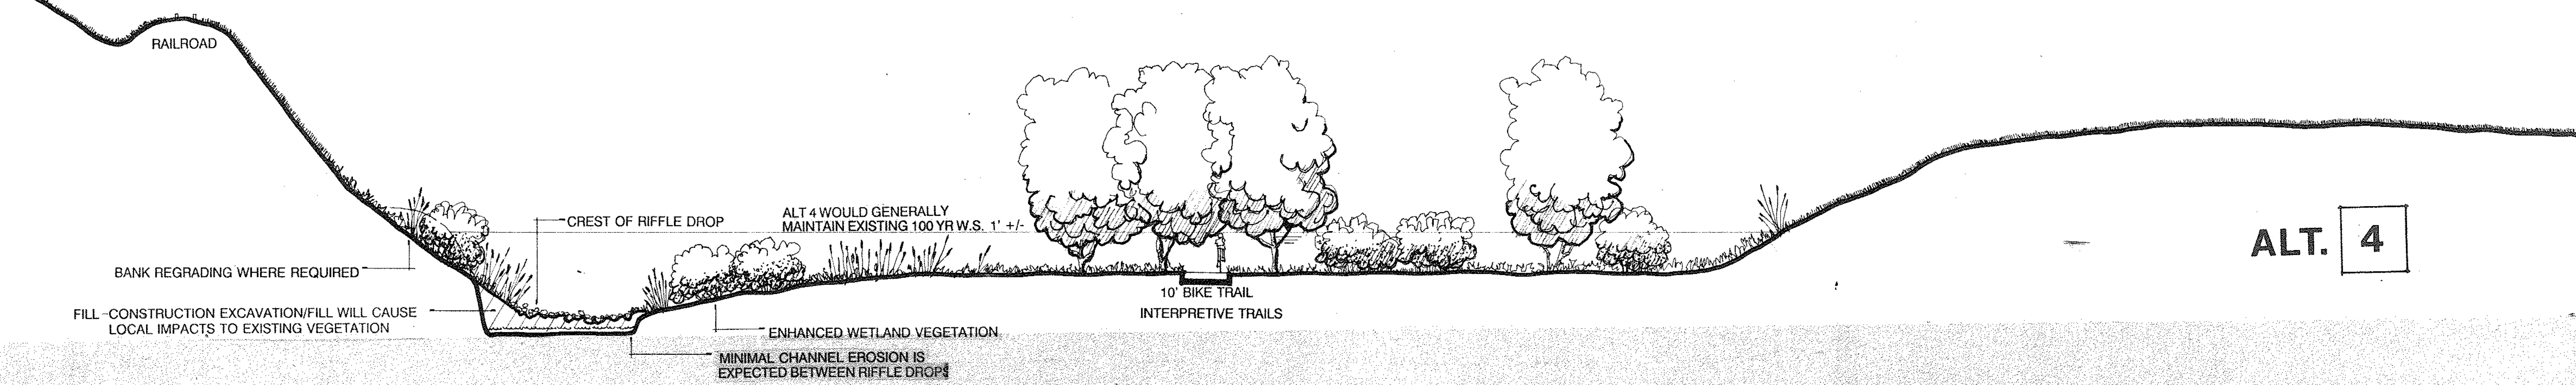 RAILROAD
CREST OF RIFFLE DROP
ALT 4 WOULD GENERALLY
MAINTAIN EXISTING 100 YR W.S. 1' +/-
BANK REGRADING WHERE REQUIRED
FILL-CONSTRUCTION EXCAVATION/FILL WILL CAUSE
LOCAL IMPACTS TO EXISTING VEGETATION
10' BIKE TRAIL
INTERPRETIVE TRAILS
ENHANCED WETLAND VEGETATION
MINIMAL CHANNEL EROSION IS
EXPECTED BETWEEN RIFFLE DROPS
ALT. 4